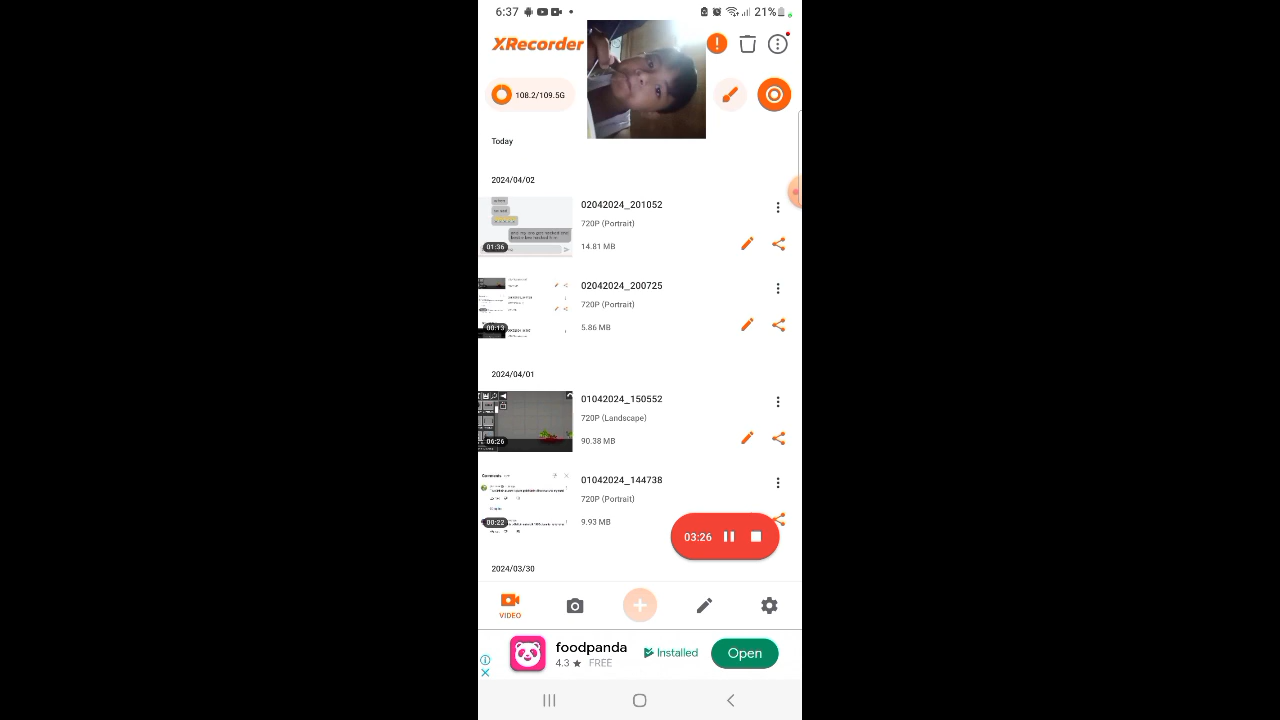 6:37
21%
XRecorder
108.2/109.5G
Today
2024/04/02
02042024_201052
720P (Portrait)
14.81 MB
01:36
02042024_200725
720P (Portrait)
5.86 MB
00:13
2024/04/01
01042024_150552
720P (Landscape)
90.38 MB
06:26
01042024_144738
720P (Portrait)
9.93 MB
Comments
00:22
03:26
2024/03/30
VIDEO
foodpanda
4.3 ★ FREE
Installed
Open